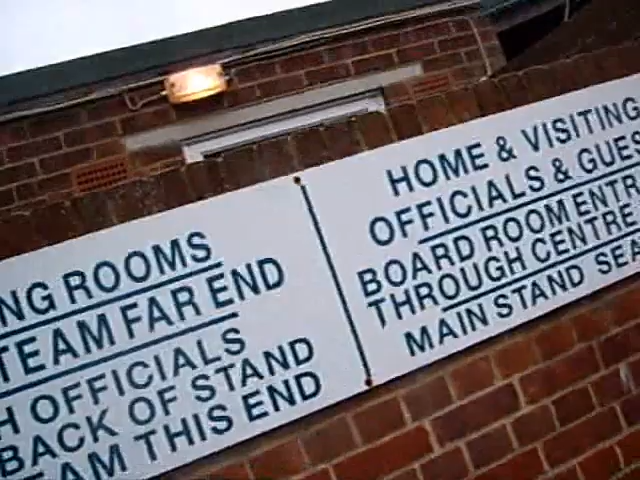 NG ROOMS
TEAM FAR END
H OFFICIALS
BACK OF STAND
EAM THIS END
HOME & VISITING
OFFICIALS & GUES
BOARD ROOM ENTR
THROUGH CENTRE
MAIN STAND SEA